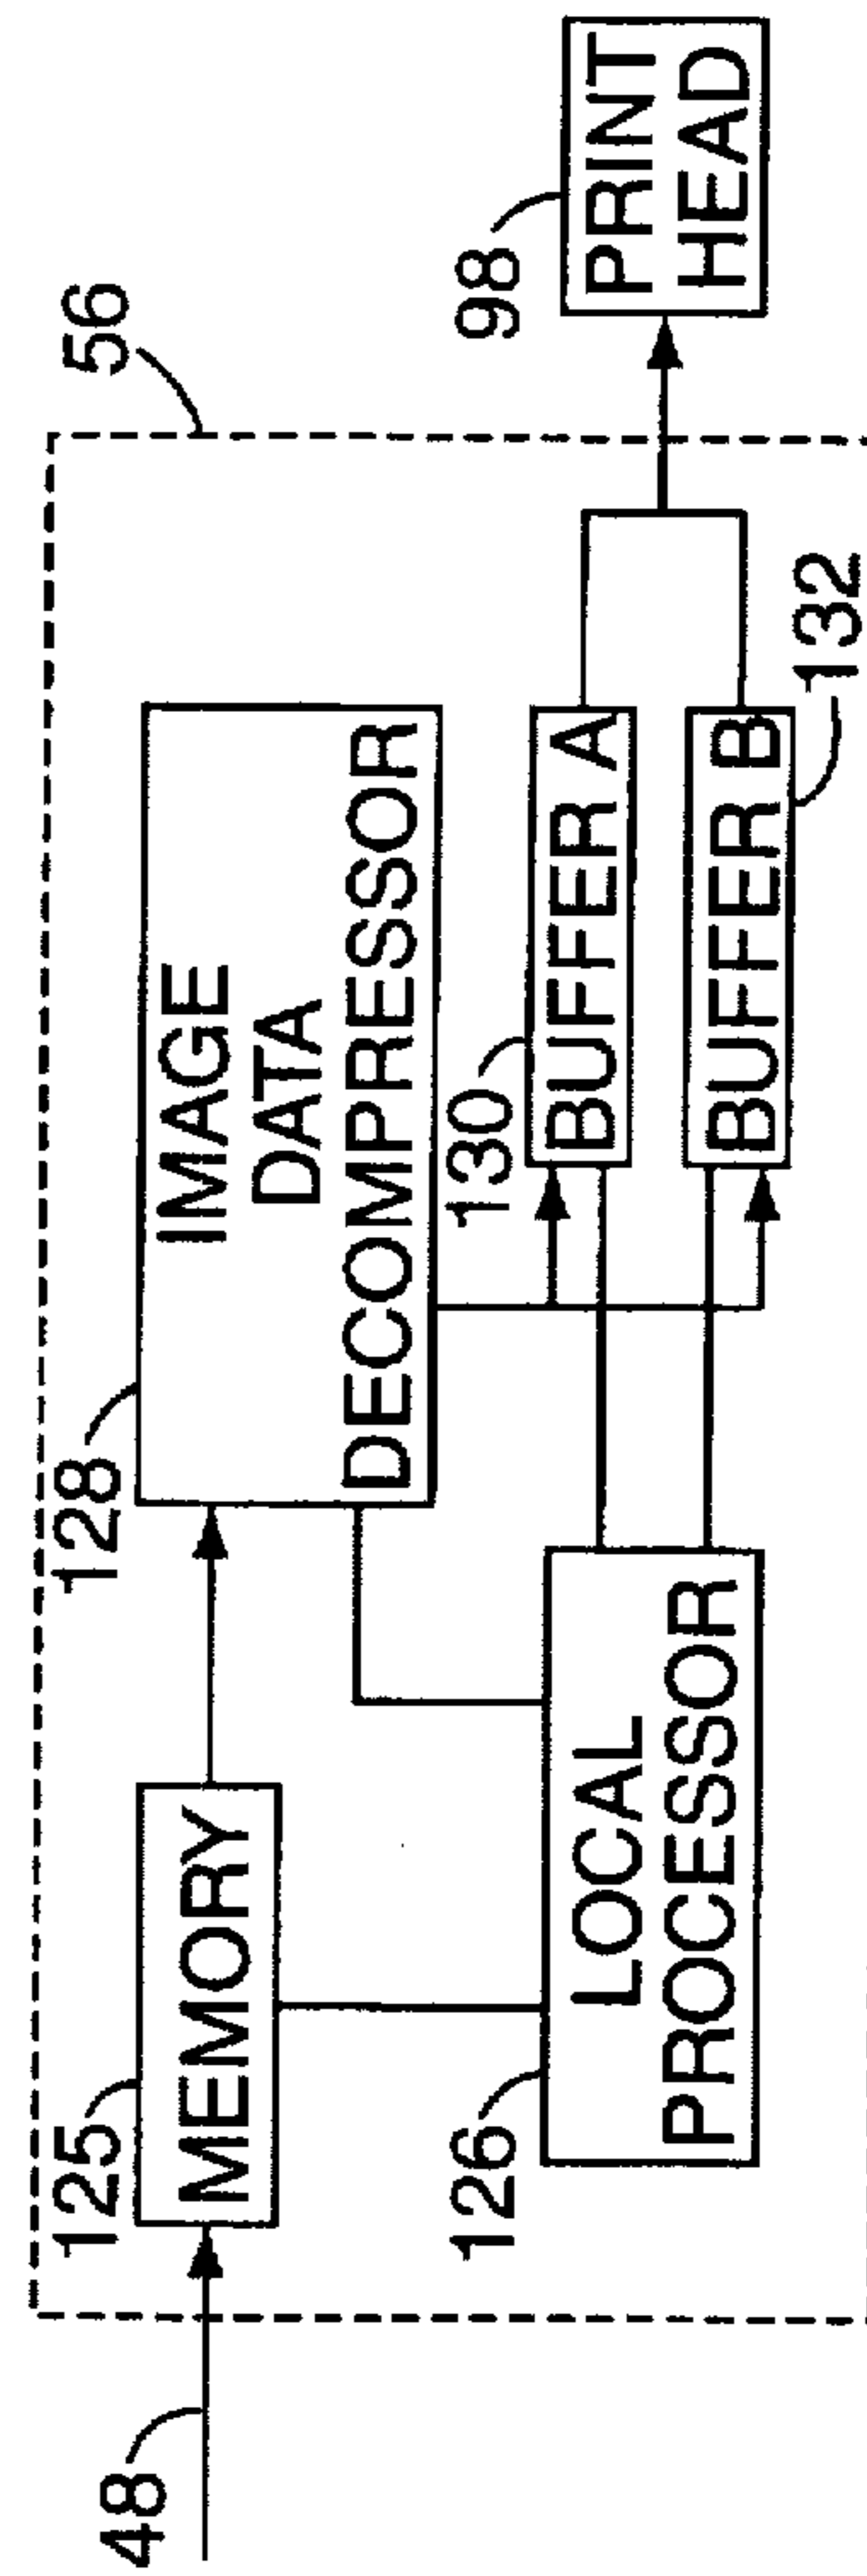 56
48
125
MEMORY
128
IMAGE
DATA
DECOMPRESSOR
126
LOCAL
PROCESSOR
130
BUFFER A
BUFFER B
132
98
PRINT
HEAD